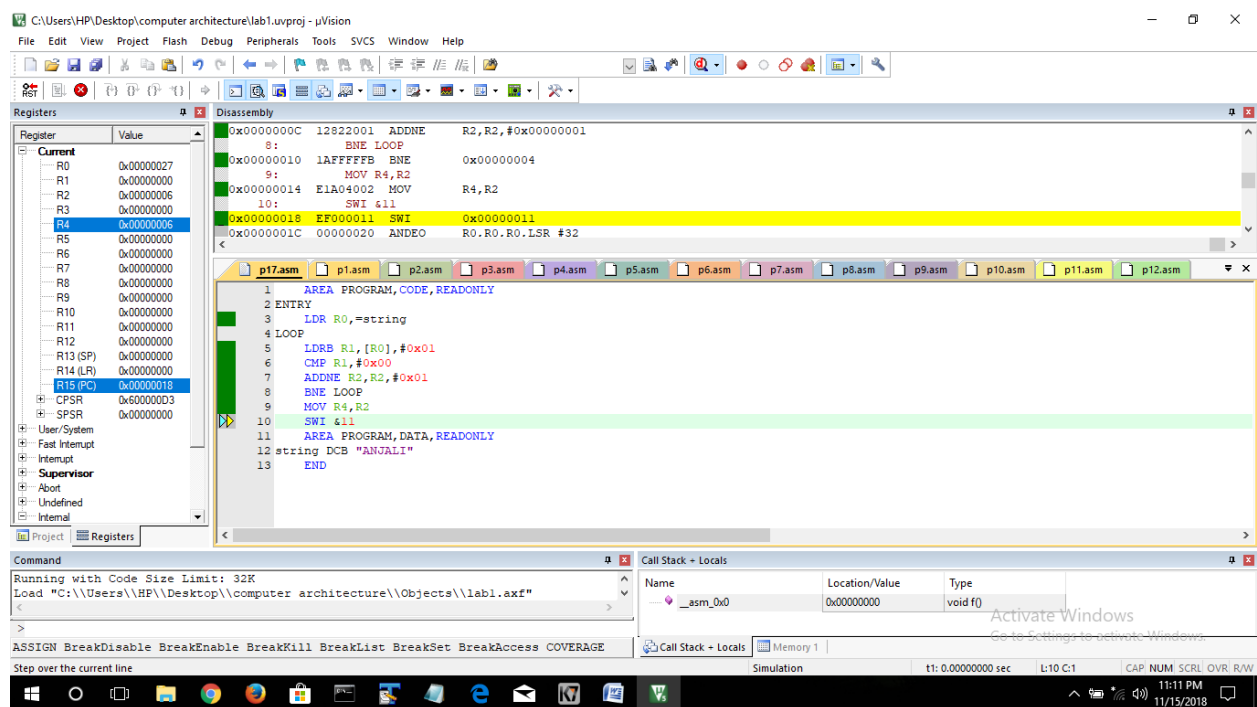 C:\Users\HP\Desktop\computer architecture\lab1.uvproj - µVision
File Edit View Project Flash Debug Peripherals Tools SVCS Window Help
Registers
Register Value
Current
R0 0x00000027
R1 0x00000000
R2 0x00000006
R3 0x00000000
R4 0x00000006
R5 0x00000000
R6 0x00000000
R7 0x00000000
R8 0x00000000
R9 0x00000000
R10 0x00000000
R11 0x00000000
R12 0x00000000
R13 (SP) 0x00000000
R14 (LR) 0x00000000
R15 (PC) 0x00000018
CPSR 0x600000D3
SPSR 0x00000000
User/System
Fast Interrupt
Interrupt
Supervisor
Abort
Undefined
Internal
Project Registers
Disassembly
0x0000000C 12822001 ADDNE R2,R2,#0x00000001
8: BNE LOOP
0x00000010 1AFFFFFB BNE 0x00000004
9: MOV R4,R2
0x00000014 E1A04002 MOV R4,R2
10: SWI &11
0x00000018 EF000011 SWI 0x00000011
0x0000001C 00000020 ANDEQ R0,R0,R0,LSR #32
p17.asm p1.asm p2.asm p3.asm p4.asm p5.asm p6.asm p7.asm p8.asm p9.asm p10.asm p11.asm p12.asm
1 AREA PROGRAM,CODE,READONLY
2 ENTRY
3 LDR R0,=string
4 LOOP
5 LDRB R1,[R0],#0x01
6 CMP R1,#0x00
7 ADDNE R2,R2,#0x01
8 BNE LOOP
9 MOV R4,R2
10 SWI &11
11 AREA PROGRAM,DATA,READONLY
12 string DCB "ANJALI"
13 END
Command
Running with Code Size Limit: 32K
Load "C:\\Users\\HP\\Desktop\\computer architecture\\Objects\\lab1.axf"
>
ASSIGN BreakDisable BreakEnable BreakKill BreakList BreakSet BreakAccess COVERAGE
Call Stack + Locals
Name Location/Value Type
__asm_0x0 0x00000000 void f()
Activate Windows
Go to Settings to activate Windows.
Call Stack + Locals Memory 1
Step over the current line Simulation t1: 0.00000000 sec L:10 C:1 CAP NUM SCRL OVR R/W
11:11 PM
11/15/2018